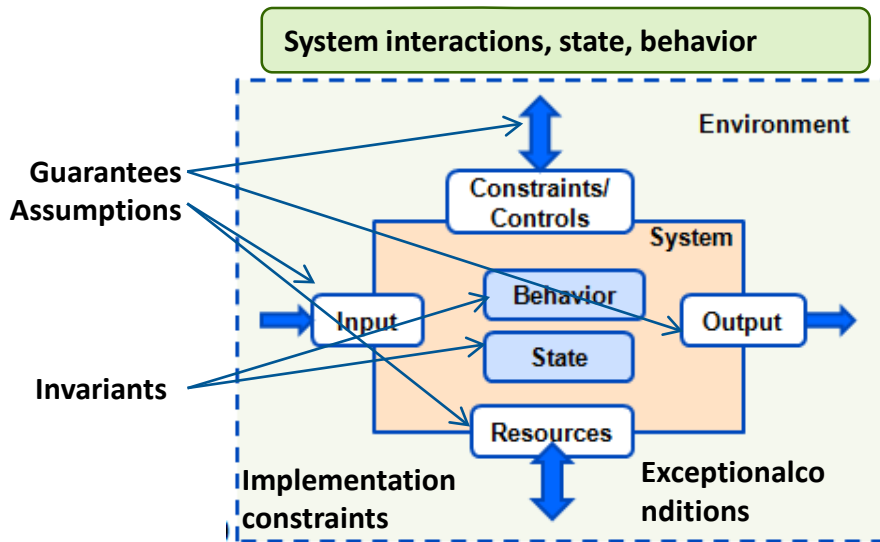 System interactions, state, behavior
Environment
Guarantees
Assumptions
Constraints/
Controls
System
Behavior
Input
Output
State
Invariants
Resources
Implementation
constraints
Exceptionalco
nditions